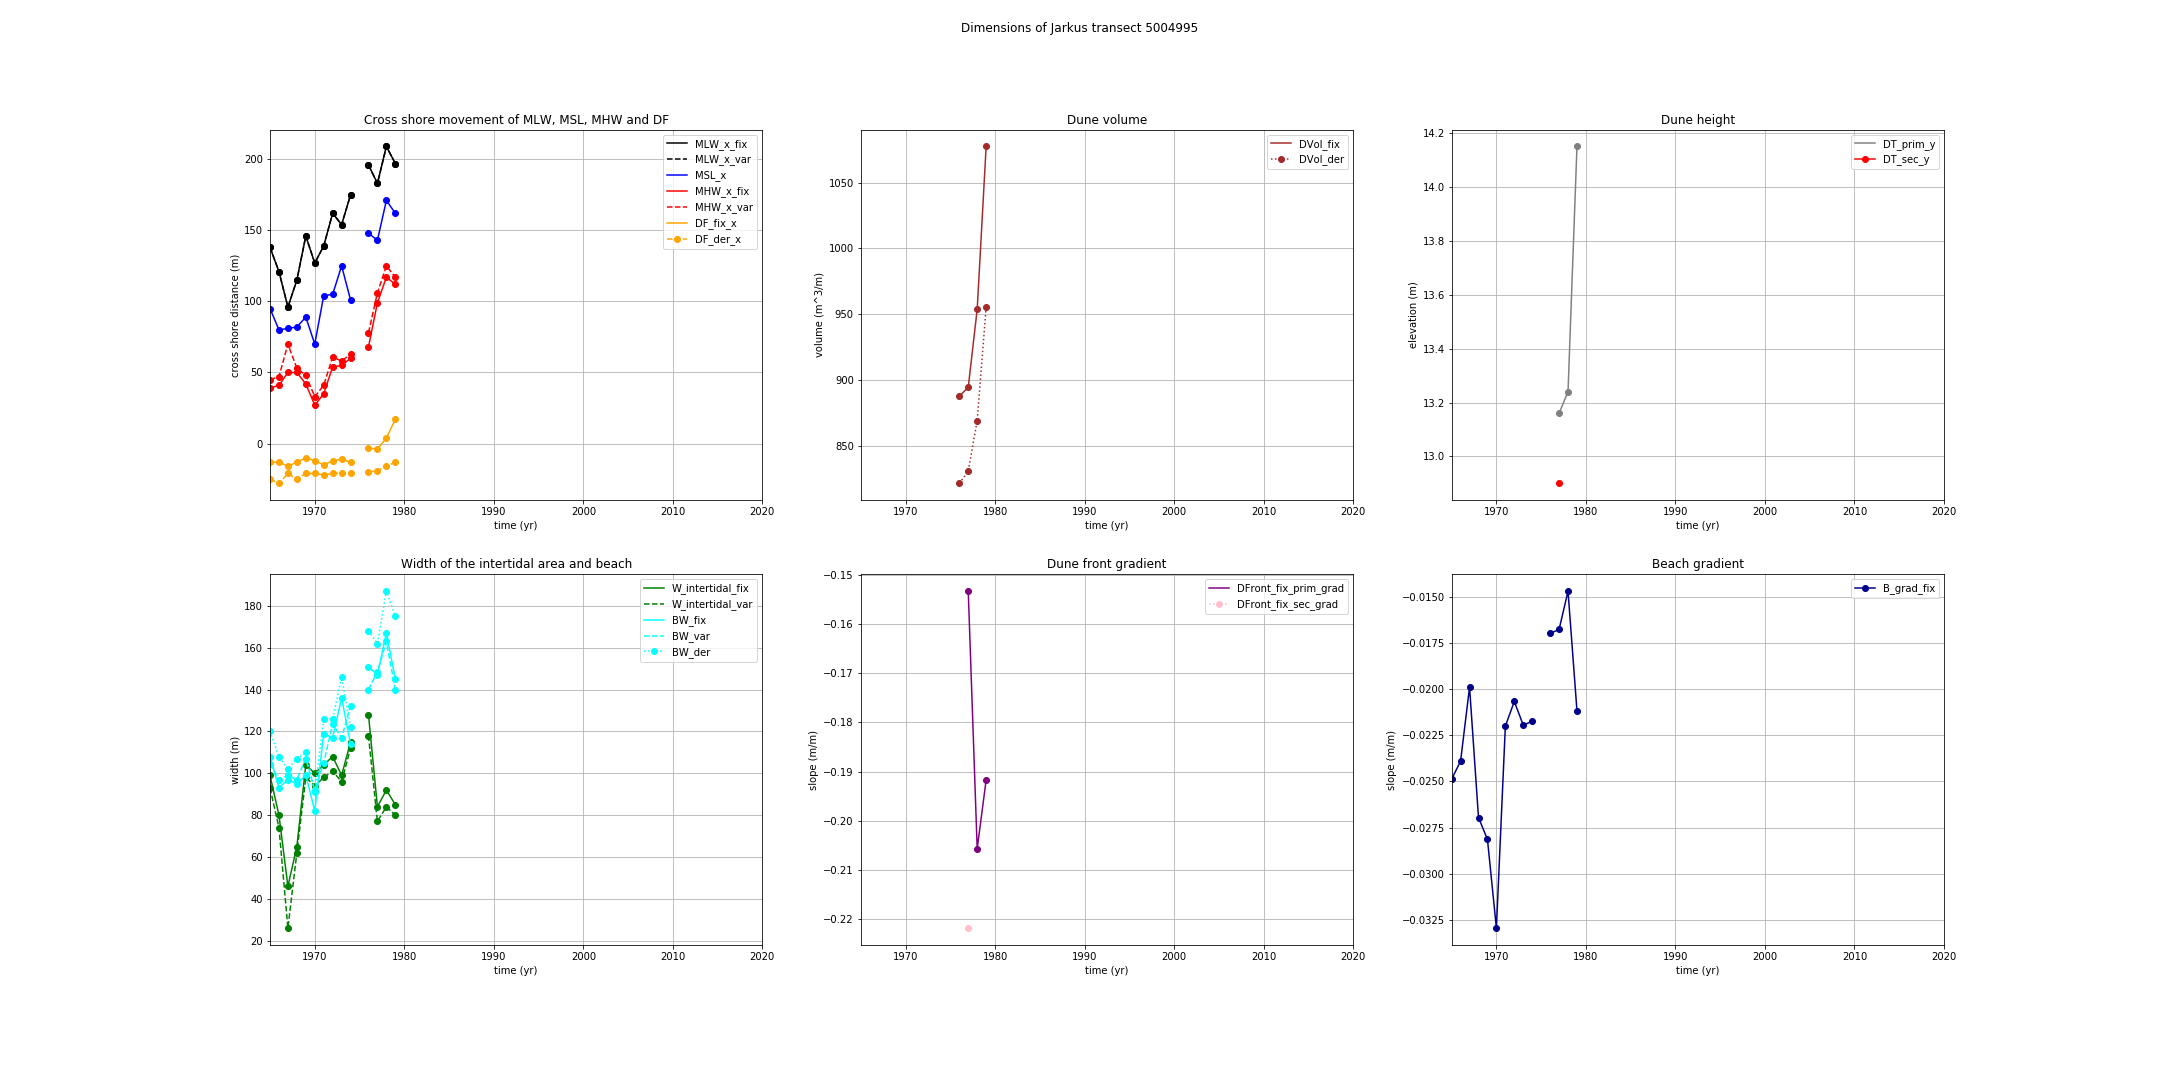 Dimensions of Jarkus transect 5004995
Cross shore movement of MLW, MSL, MHW and DF
200
150
100
50
0
cross shore distance (m)
MLW_x_fix
MLW_x_var
MSL_x
MHW_x_fix
MHW_x_var
DF_fix_x
DF_der_x
1970 1980 1990 2000 2010 2020
time (yr)
Dune volume
1050
1000
950
900
850
volume (m^3/m)
DVol_fix
DVol_der
1970 1980 1990 2000 2010 2020
time (yr)
Dune height
14.2
14.0
13.8
13.6
13.4
13.2
13.0
elevation (m)
DT_prim_y
DT_sec_y
1970 1980 1990 2000 2010 2020
time (yr)
Width of the intertidal area and beach
180
160
140
120
100
80
60
40
20
width (m)
W_intertidal_fix
W_intertidal_var
BW_fix
BW_var
BW_der
1970 1980 1990 2000 2010 2020
time (yr)
Dune front gradient
−0.15
−0.16
−0.17
−0.18
−0.19
−0.20
−0.21
−0.22
slope (m/m)
DFront_fix_prim_grad
DFront_fix_sec_grad
1970 1980 1990 2000 2010 2020
time (yr)
Beach gradient
−0.0150
−0.0175
−0.0200
−0.0225
−0.0250
−0.0275
−0.0300
−0.0325
slope (m/m)
B_grad_fix
1970 1980 1990 2000 2010 2020
time (yr)